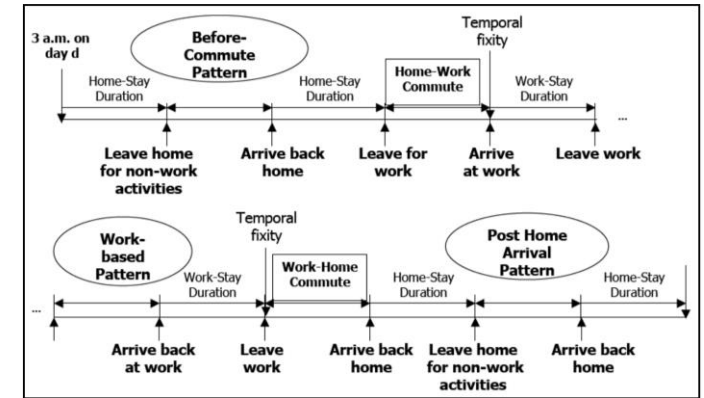 3 a.m. on
day d
Before-
Commute
Pattern
Temporal
fixity
Home-Stay
Duration
Home-Stay
Duration
Home-Work
Commute
Work-Stay
Duration
...
Leave home
for non-work
activities
Arrive back
home
Leave for
work
Arrive
at work
Leave work
Work-
based
Pattern
Temporal
fixity
Post Home
Arrival
Pattern
Work-Stay
Duration
Work-Home
Commute
Home-Stay
Duration
Home-Stay
Duration
...
Arrive back
at work
Leave
work
Arrive back
home
Leave home
for non-work
activities
Arrive back
home